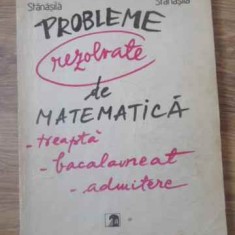 Stănășilă Stănășilă
PROBLEME
rezolvate
de
MATEMATICĂ
- treaptă
- bacalaureat
- admitere